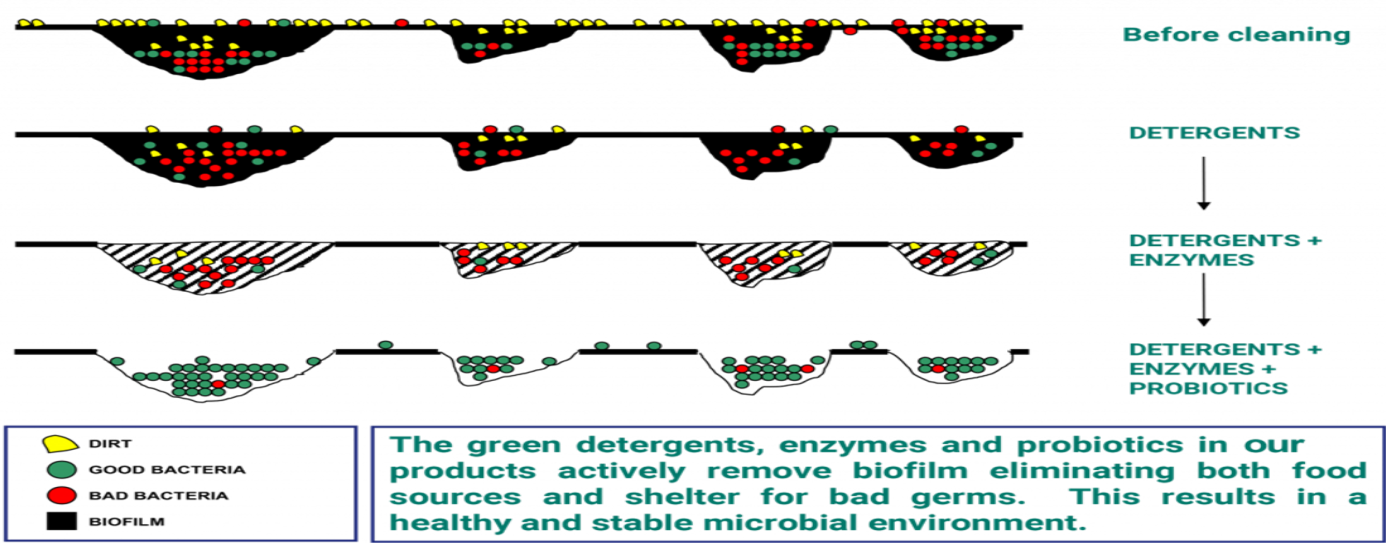 Before cleaning
DETERGENTS
DETERGENTS +
ENZYMES
DETERGENTS +
ENZYMES +
PROBIOTICS
DIRT
GOOD BACTERIA
BAD BACTERIA
BIOFILM
The green detergents, enzymes and probiotics in our
products actively remove biofilm eliminating both food
sources and shelter for bad germs. This results in a
healthy and stable microbial environment.